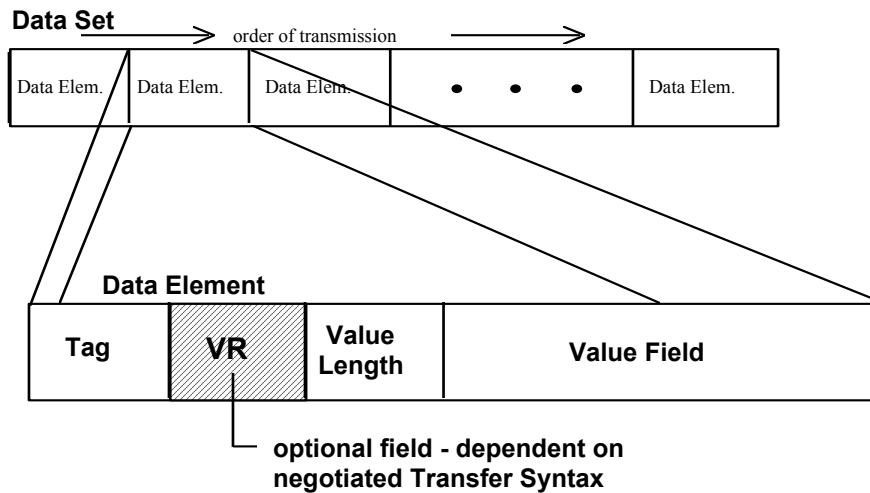 Data Set
order of transmission
Data Elem. Data Elem. Data Elem. Data Elem.
Data Element
Tag VR Value Length Value Field
optional field - dependent on
negotiated Transfer Syntax